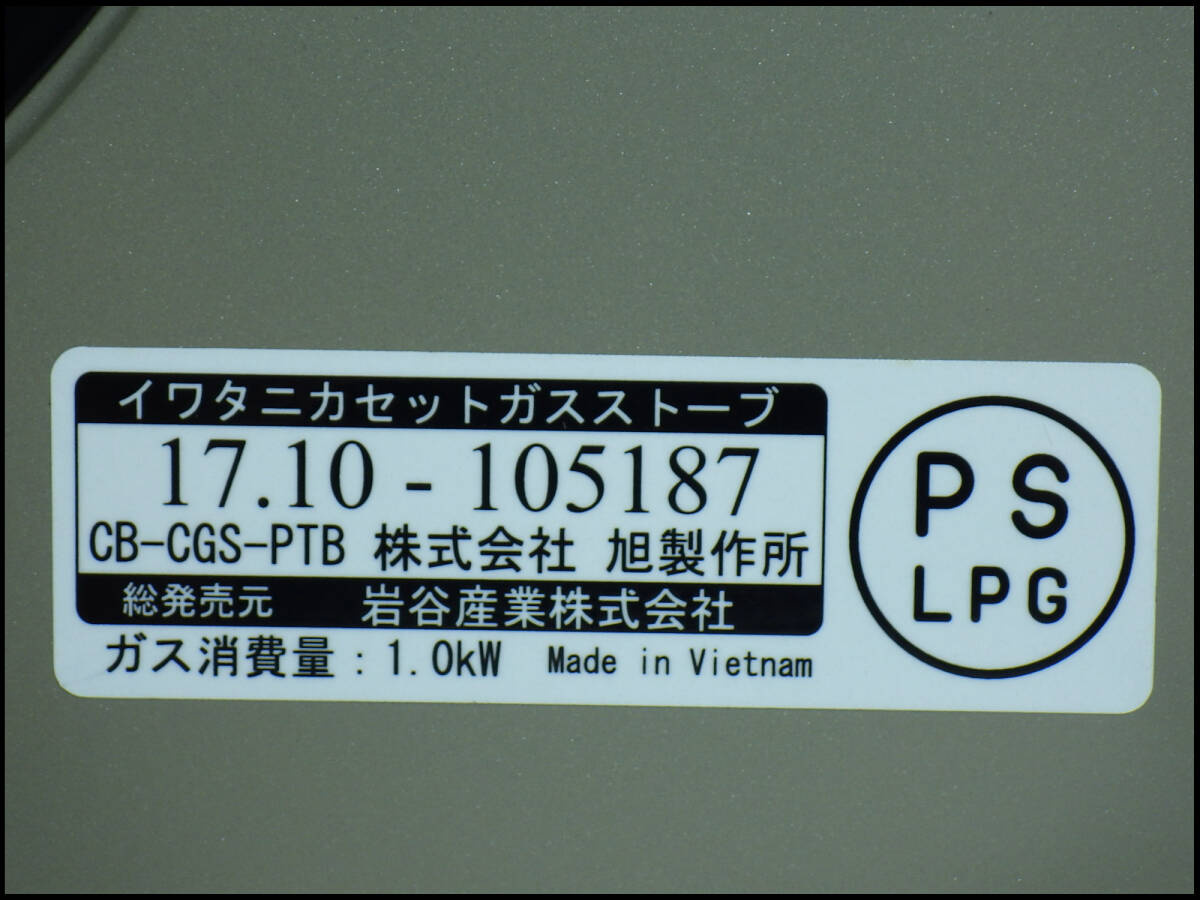 イワタニカセットガスストーブ
17.10 - 105187
CB-CGS-PTB 株式会社 旭製作所
総発売元 岩谷産業株式会社
ガス消費量 : 1.0kW Made in Vietnam
PS
LPG